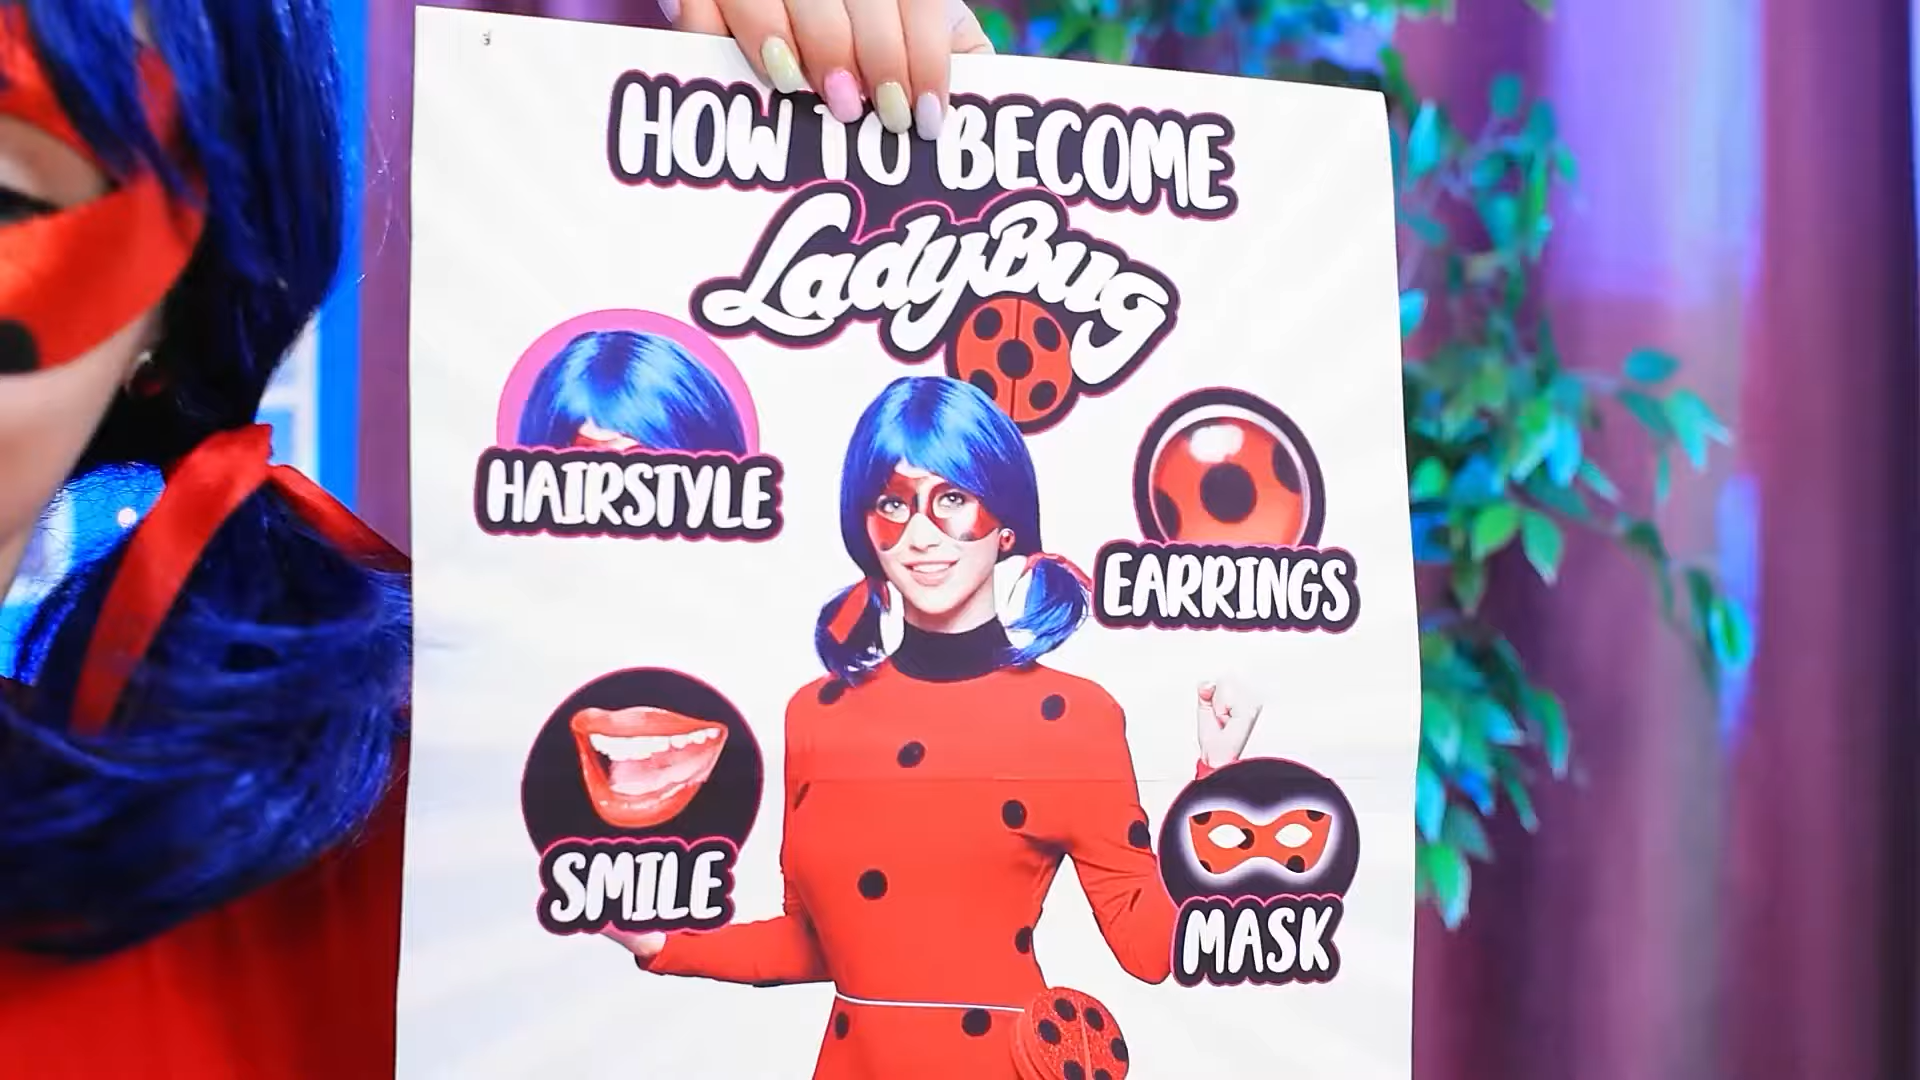 HOW TO BECOME
LadyBug
HAIRSTYLE
EARRINGS
SMILE
MASK